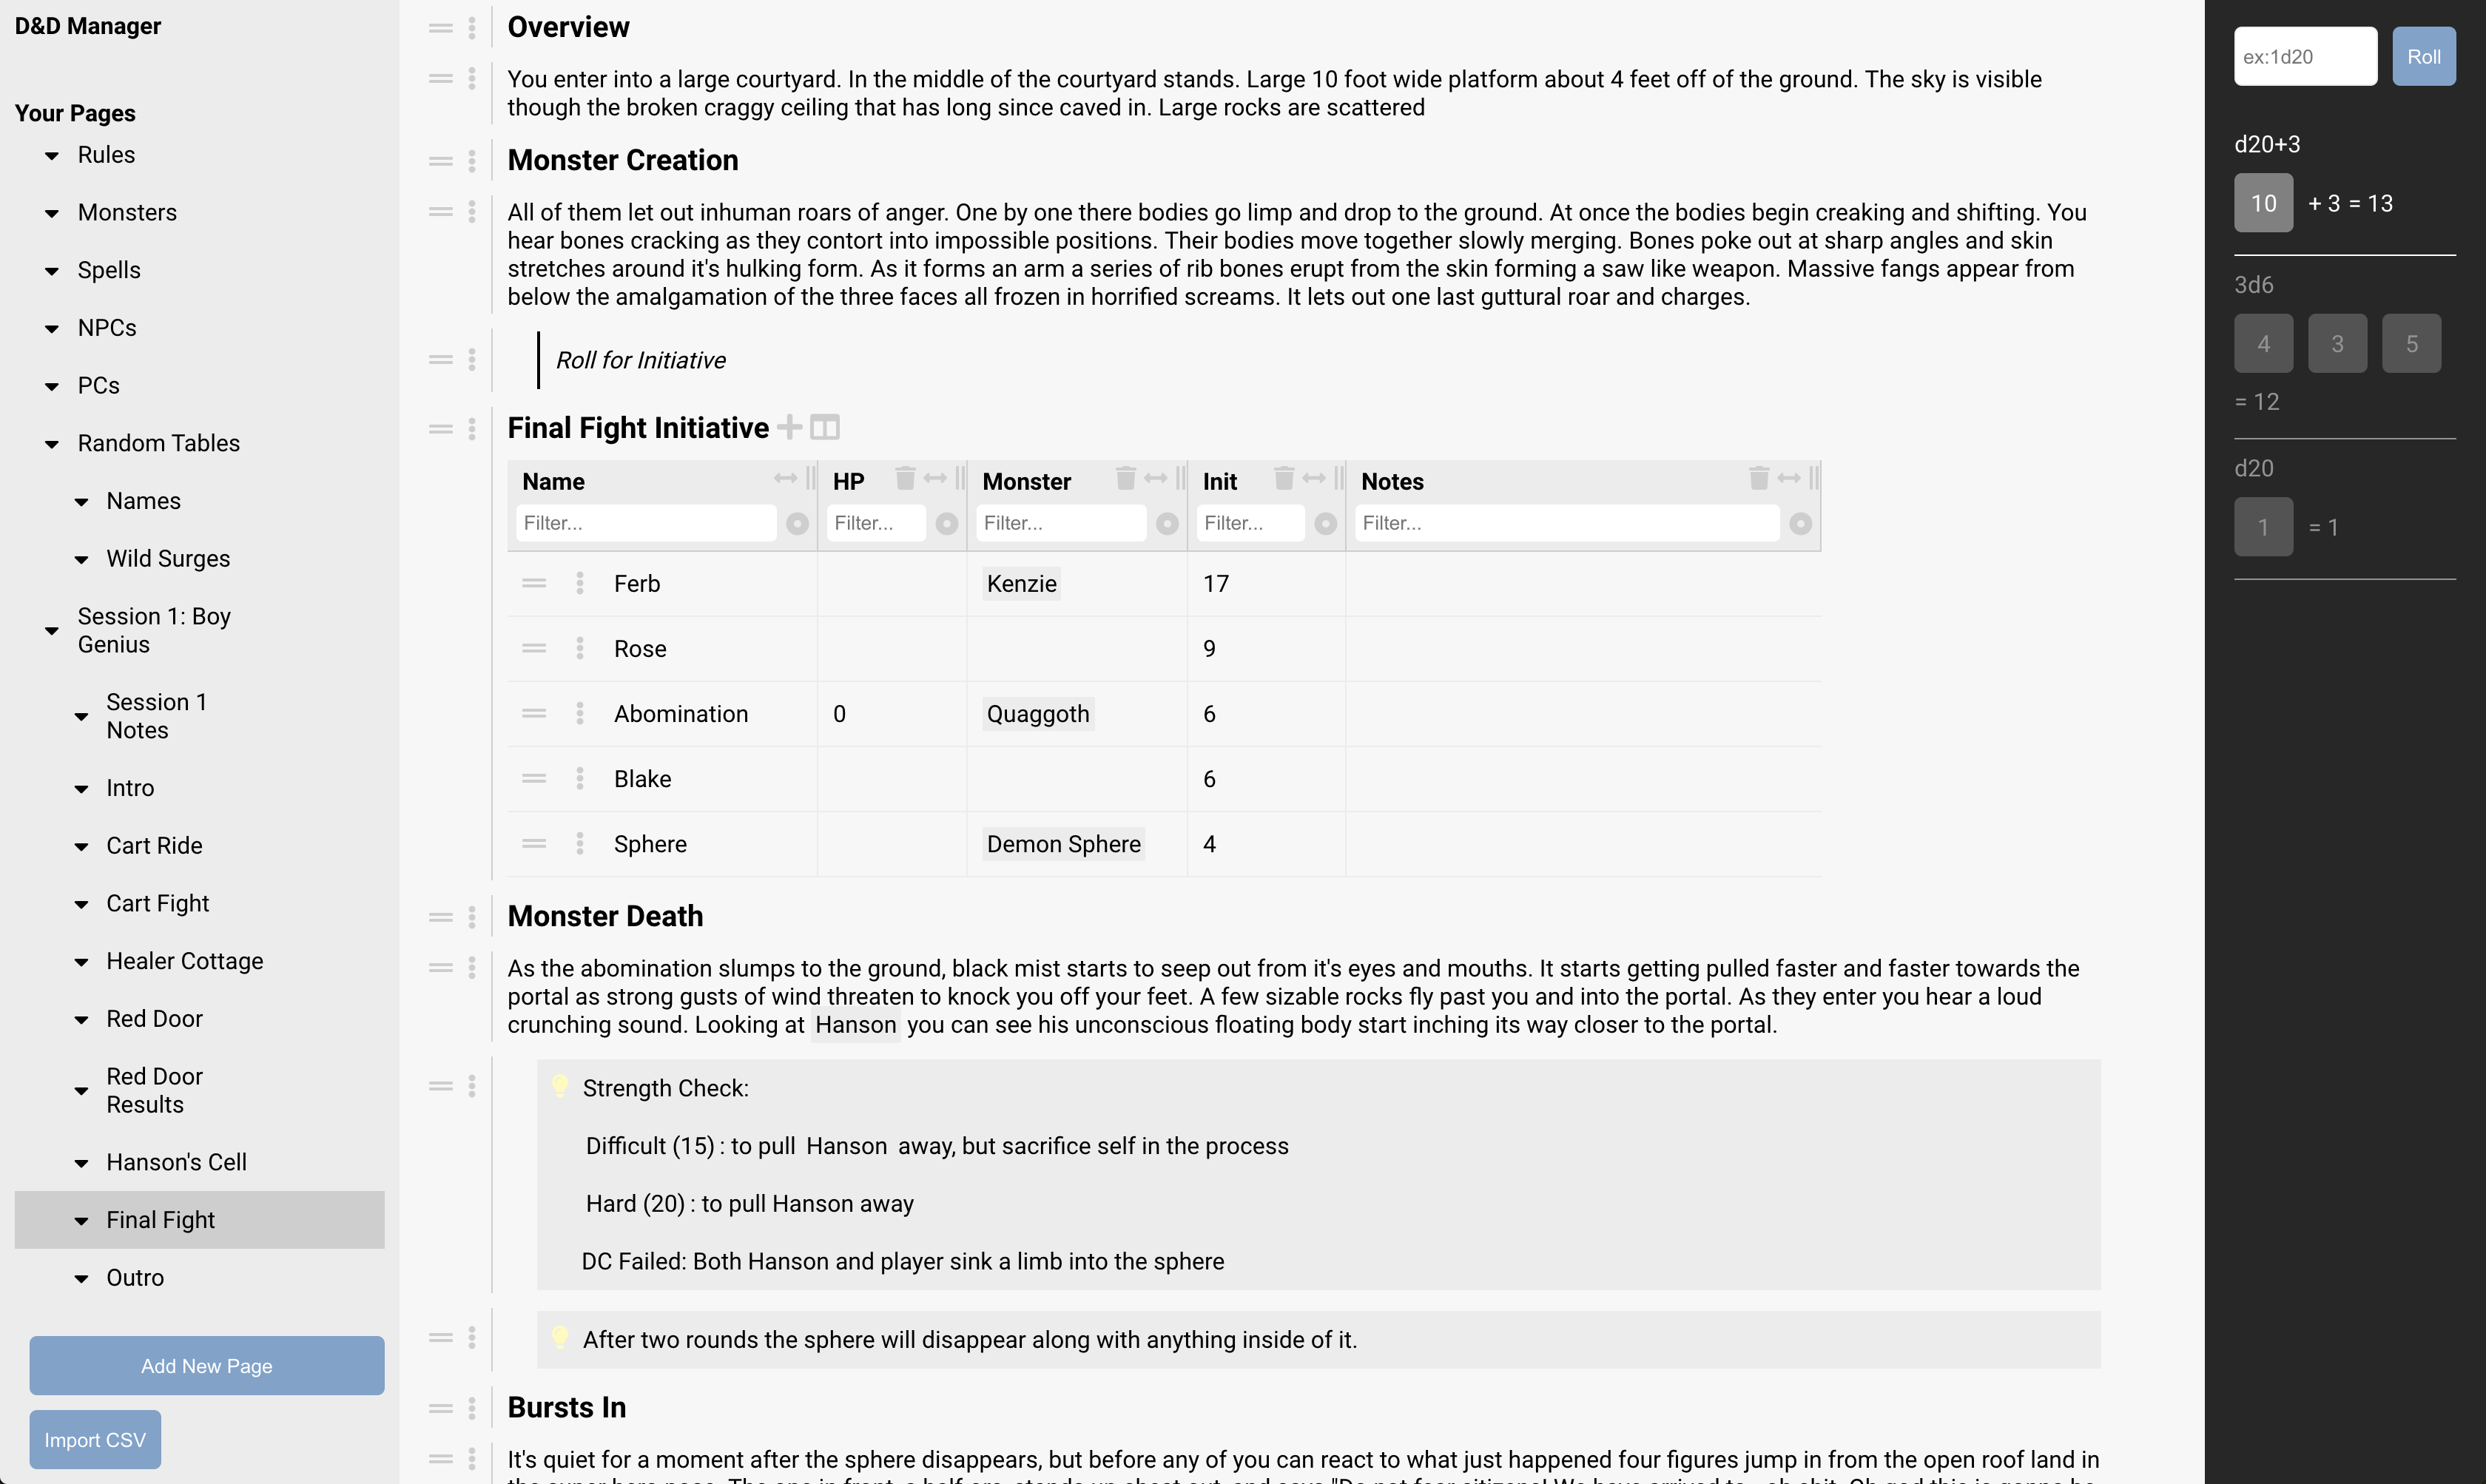 D&D Manager
Your Pages
Rules
Monsters
Spells
NPCs
PCs
Random Tables
Names
Wild Surges
Session 1: Boy
Genius
Session 1
Notes
Intro
Cart Ride
Cart Fight
Healer Cottage
Red Door
Red Door
Results
Hanson's Cell
Final Fight
Outro
Add New Page
Import CSV
Overview
You enter into a large courtyard. In the middle of the courtyard stands. Large 10 foot wide platform about 4 feet off of the ground. The sky is visible
though the broken craggy ceiling that has long since caved in. Large rocks are scattered
Monster Creation
All of them let out inhuman roars of anger. One by one there bodies go limp and drop to the ground. At once the bodies begin creaking and shifting. You
hear bones cracking as they contort into impossible positions. Their bodies move together slowly merging. Bones poke out at sharp angles and skin
stretches around it's hulking form. As it forms an arm a series of rib bones erupt from the skin forming a saw like weapon. Massive fangs appear from
below the amalgamation of the three faces all frozen in horrified screams. It lets out one last guttural roar and charges.
Roll for Initiative
Final Fight Initiative
Name HP Monster Init Notes
Filter... Filter... Filter... Filter... Filter...
Ferb Kenzie 17
Rose 9
Abomination 0 Quaggoth 6
Blake 6
Sphere Demon Sphere 4
Monster Death
As the abomination slumps to the ground, black mist starts to seep out from it's eyes and mouths. It starts getting pulled faster and faster towards the
portal as strong gusts of wind threaten to knock you off your feet. A few sizable rocks fly past you and into the portal. As they enter you hear a loud
crunching sound. Looking at Hanson you can see his unconscious floating body start inching its way closer to the portal.
Strength Check:
Difficult (15) : to pull Hanson away, but sacrifice self in the process
Hard (20) : to pull Hanson away
DC Failed: Both Hanson and player sink a limb into the sphere
After two rounds the sphere will disappear along with anything inside of it.
Bursts In
It's quiet for a moment after the sphere disappears, but before any of you can react to what just happened four figures jump in from the open roof land in
ex:1d20 Roll
d20+3
10 + 3 = 13
3d6
4 3 5
= 12
d20
1 = 1